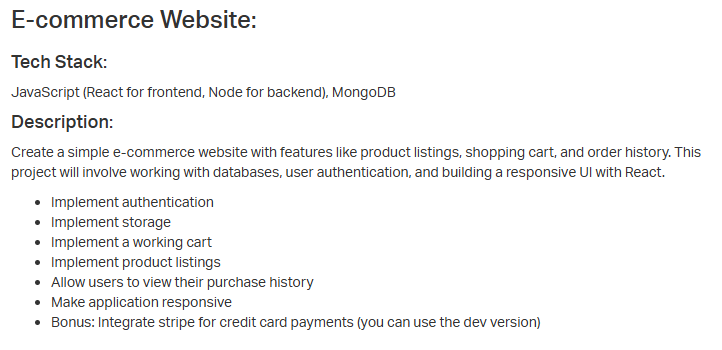 E-commerce Website:
Tech Stack:
JavaScript (React for frontend, Node for backend), MongoDB
Description:
Create a simple e-commerce website with features like product listings, shopping cart, and order history. This
project will involve working with databases, user authentication, and building a responsive UI with React.
• Implement authentication
• Implement storage
• Implement a working cart
• Implement product listings
• Allow users to view their purchase history
• Make application responsive
• Bonus: Integrate stripe for credit card payments (you can use the dev version)